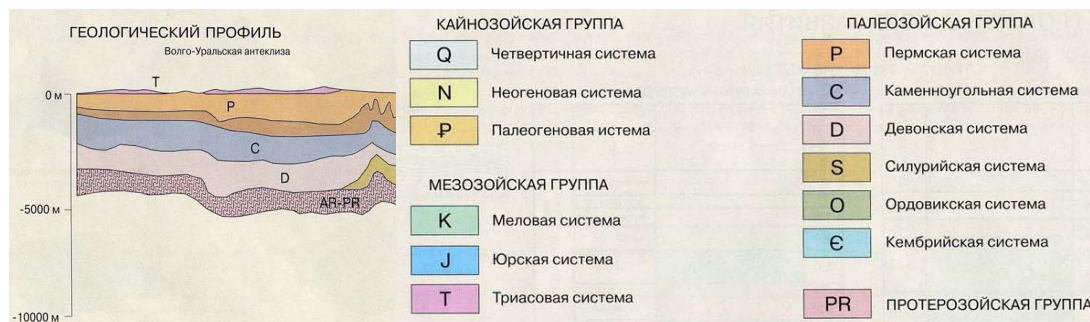 ГЕОЛОГИЧЕСКИЙ ПРОФИЛЬ
Волго-Уральская антеклиза
T
0 м
P
C
D
AR-PR
-5000 м
-10000 м
КАЙНОЗОЙСКАЯ ГРУППА
Q Четвертичная система
N Неогеновая система
₽ Палеогеновая истема
МЕЗОЗОЙСКАЯ ГРУППА
K Меловая система
J Юрская система
T Триасовая система
ПАЛЕОЗОЙСКАЯ ГРУППА
P Пермская система
C Каменноугольная система
D Девонская система
S Силурийская система
O Ордовикская система
Є Кембрийская система
PR ПРОТЕРОЗОЙСКАЯ ГРУППА